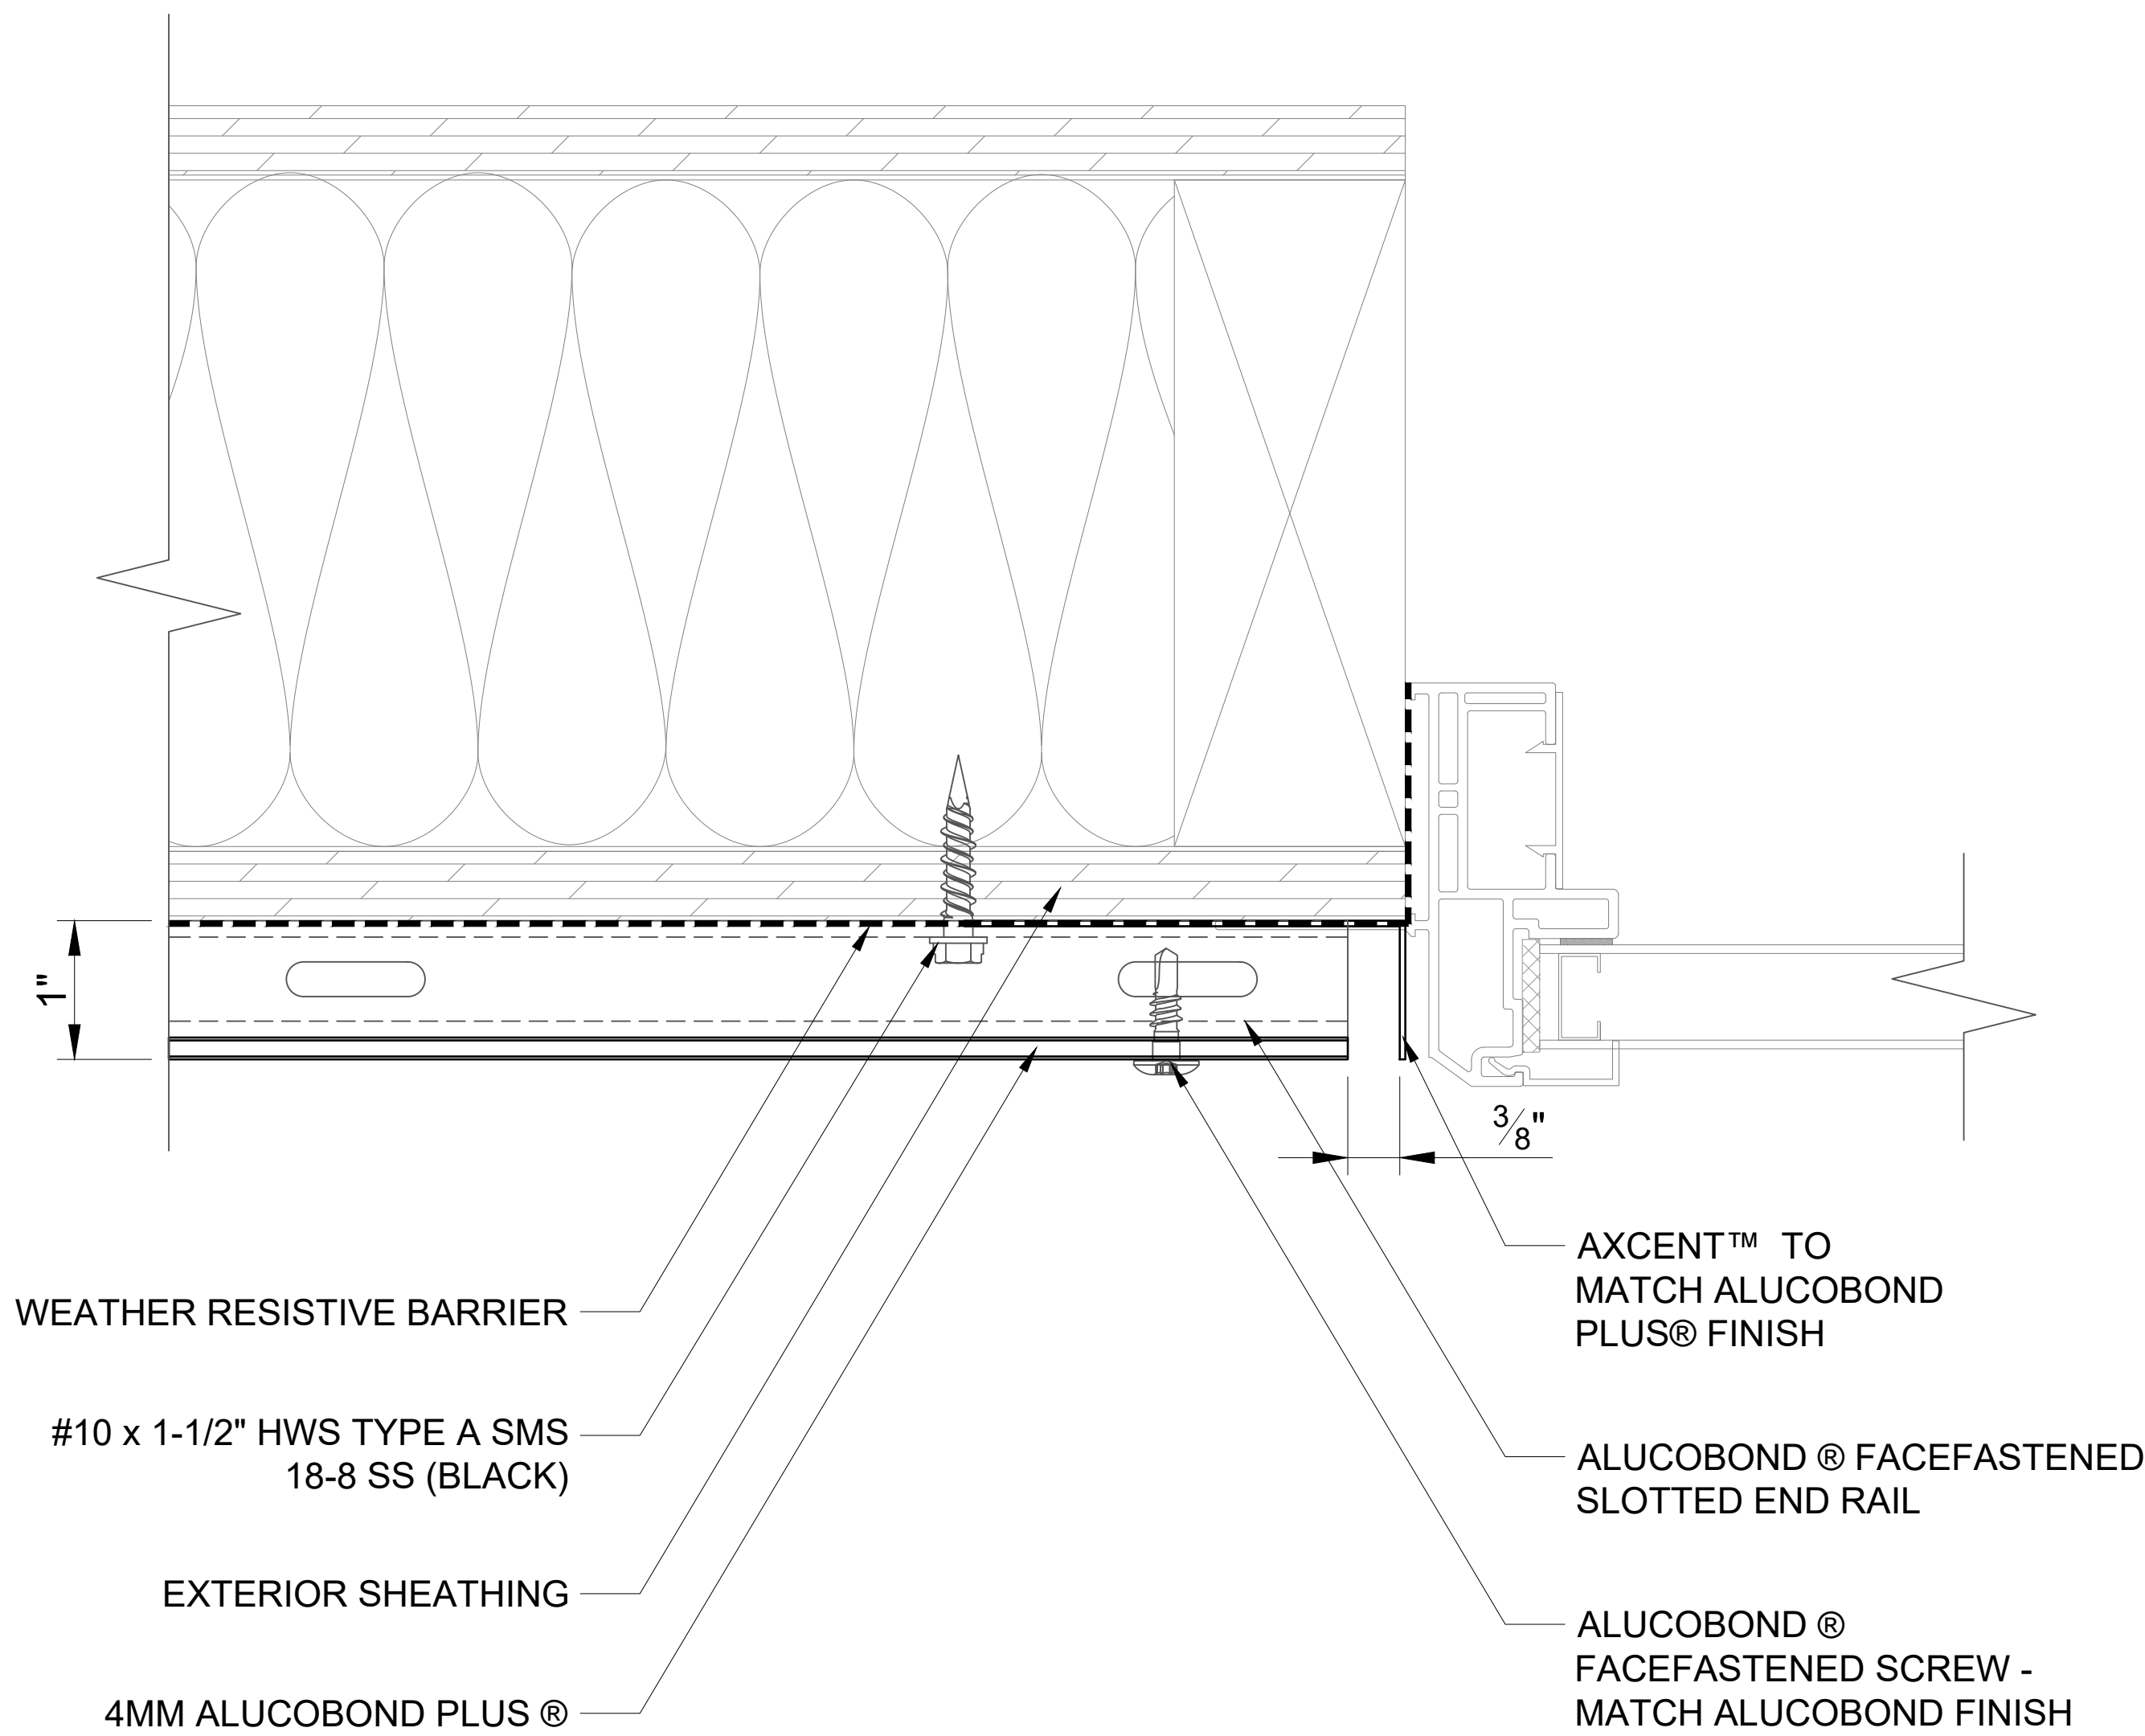 1"
3/8"
WEATHER RESISTIVE BARRIER
#10 x 1-1/2" HWS TYPE A SMS
18-8 SS (BLACK)
EXTERIOR SHEATHING
4MM ALUCOBOND PLUS ®
AXCENT™ TO
MATCH ALUCOBOND
PLUS® FINISH
ALUCOBOND ® FACEFASTENED
SLOTTED END RAIL
ALUCOBOND ®
FACEFASTENED SCREW -
MATCH ALUCOBOND FINISH